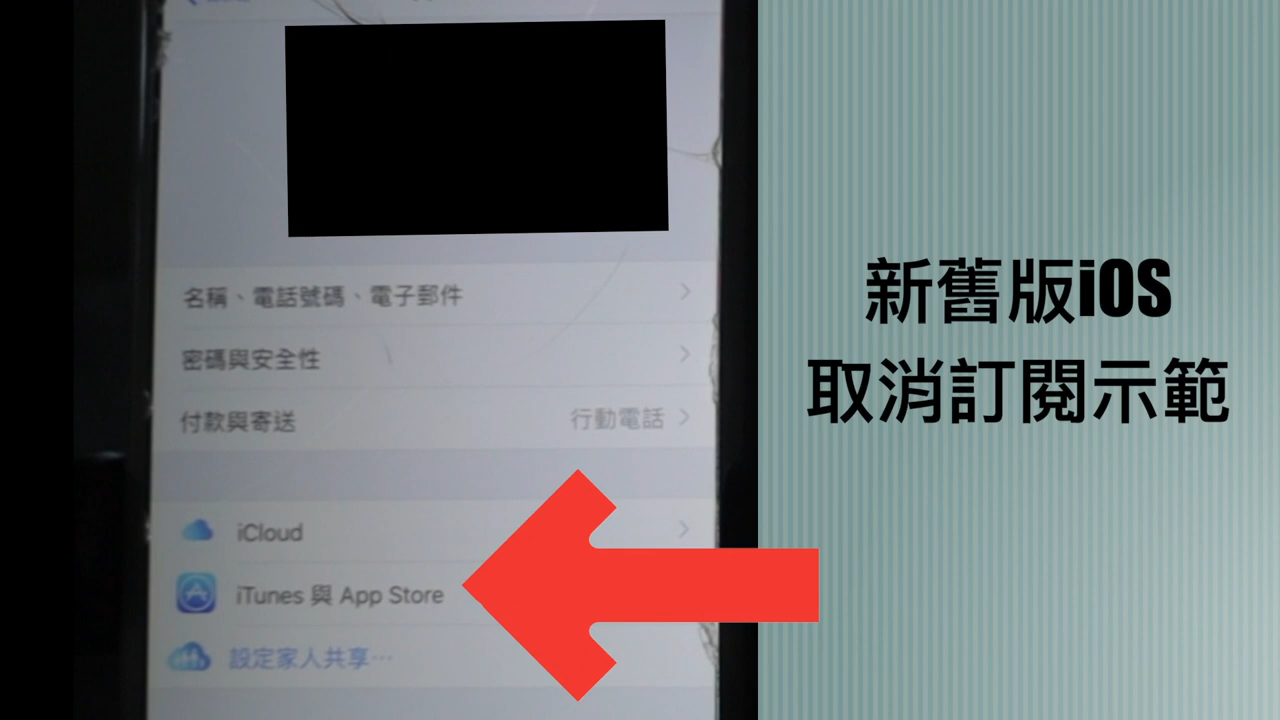 名稱、電話號碼、電子郵件
密碼與安全性
付款與寄送 行動電話
iCloud
iTunes 與 App Store
設定家人共享…
新舊版iOS
取消訂閱示範